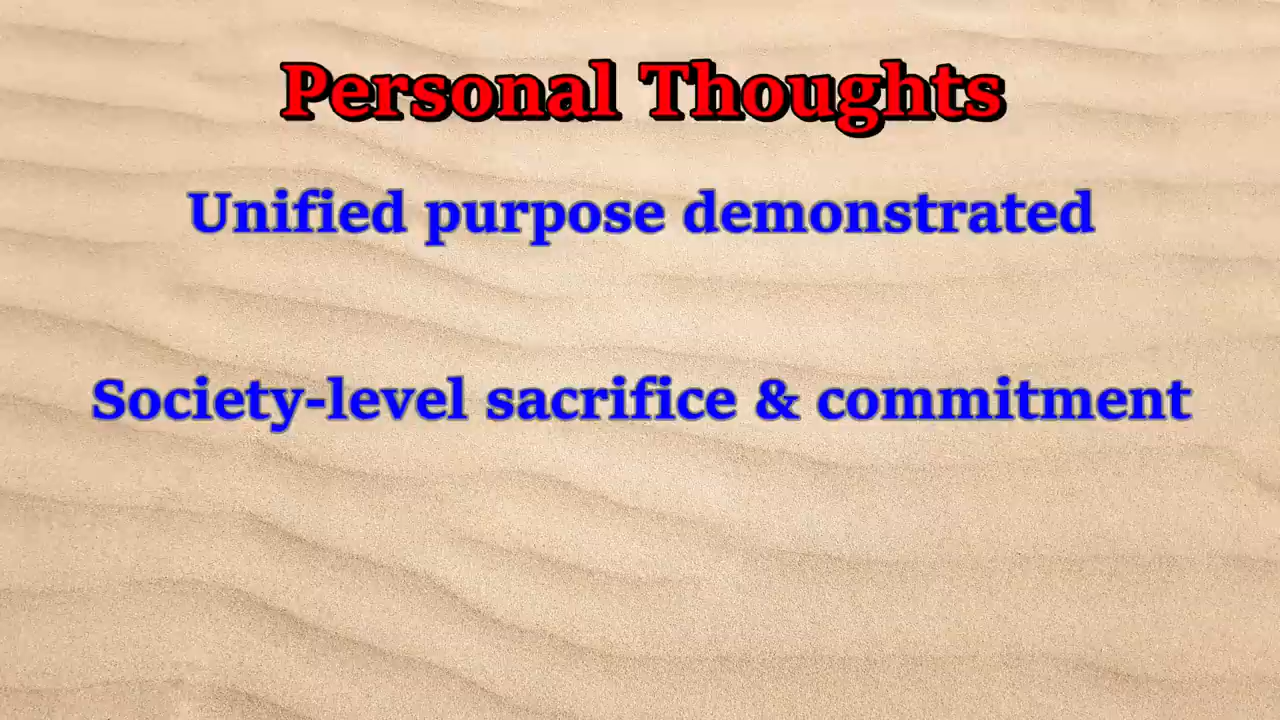 Personal Thoughts
Unified purpose demonstrated
Society-level sacrifice & commitment